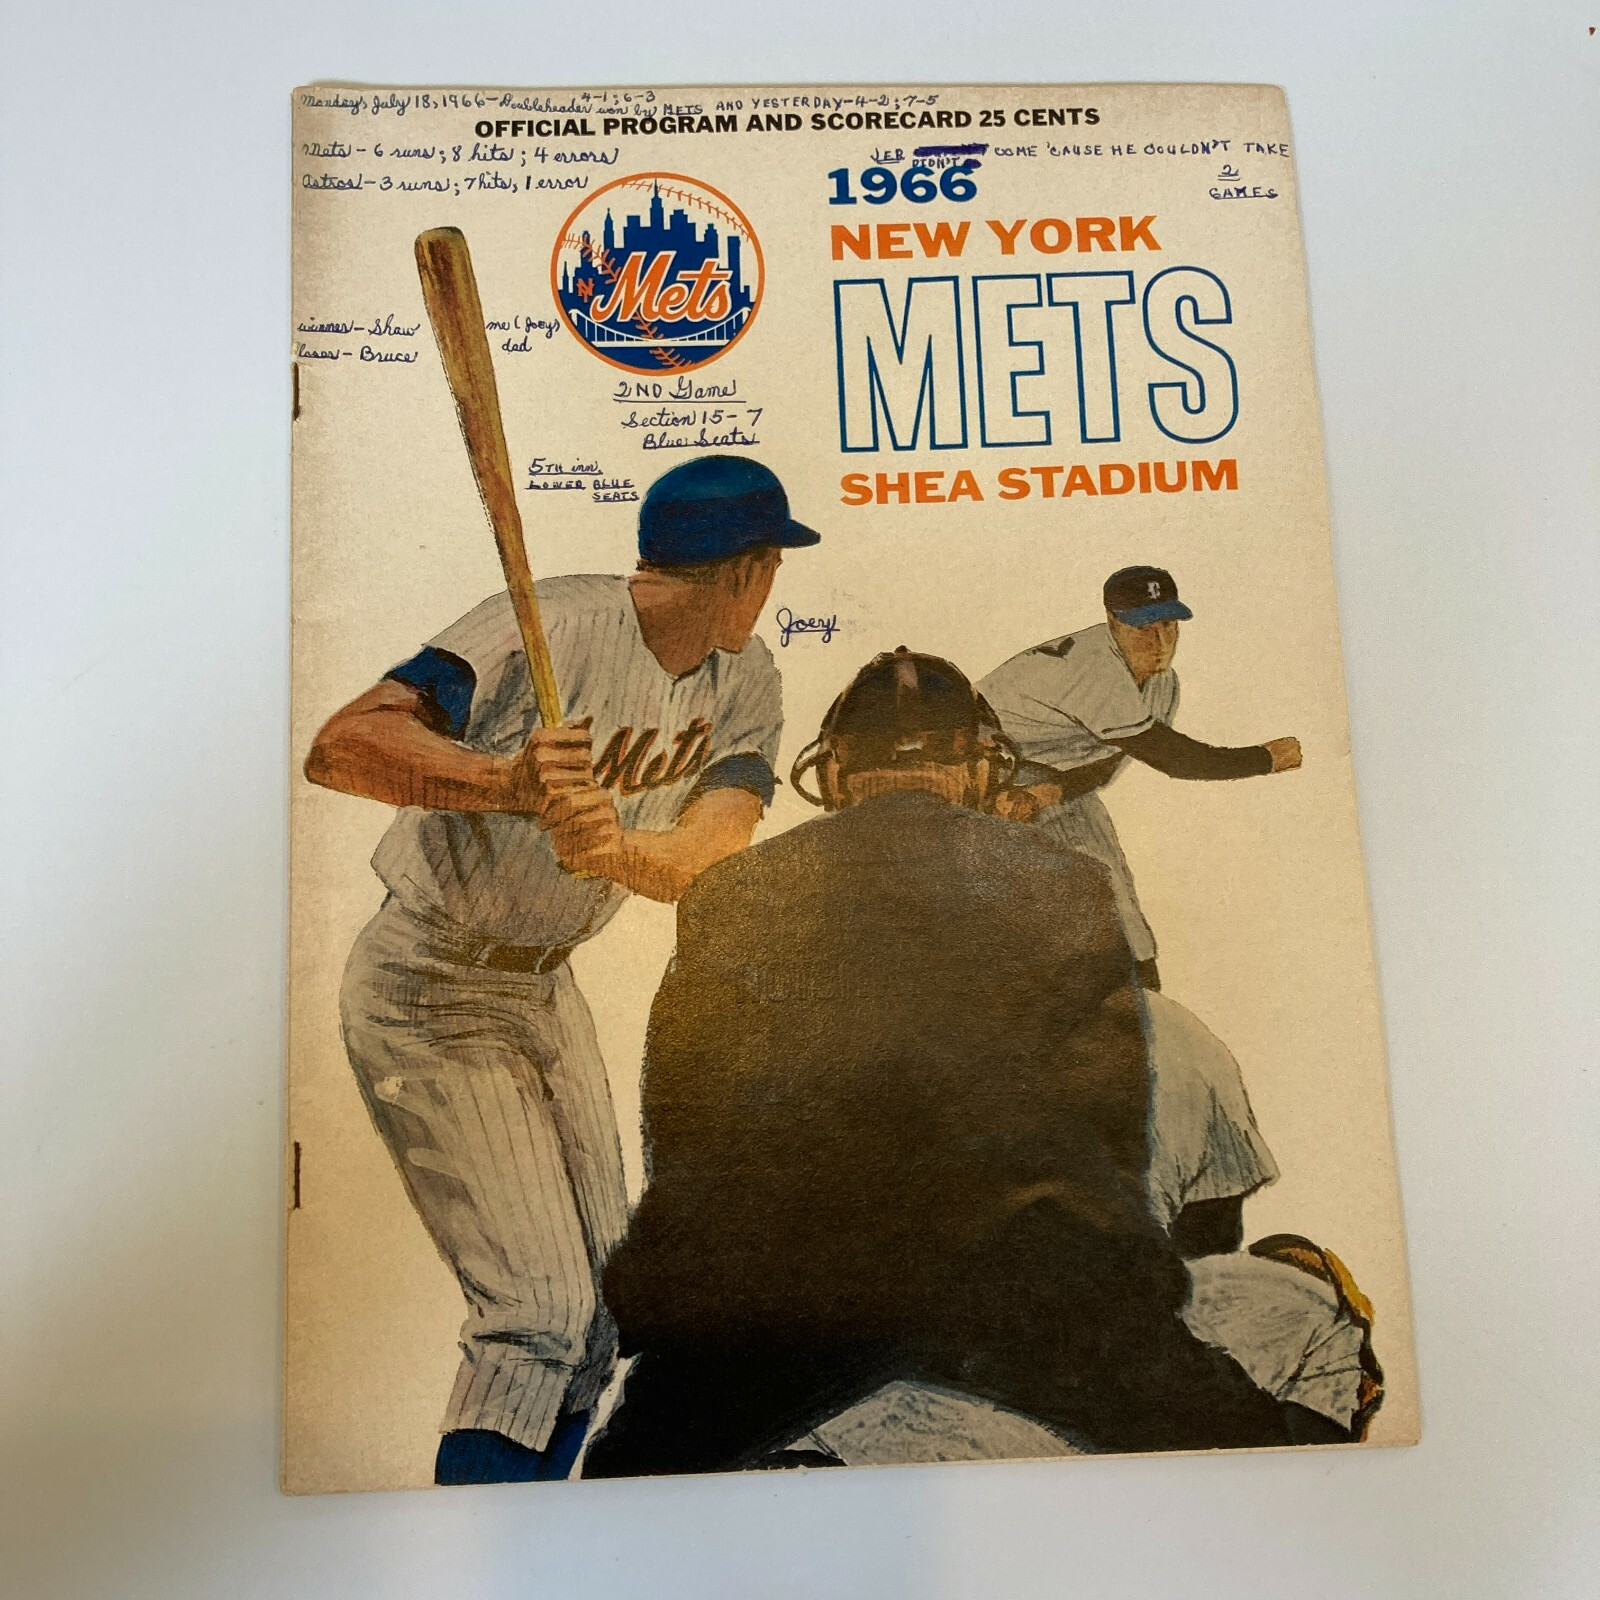 Monday, July 18, 1966 - Doubleheader won by METS AND YESTERDAY - 4-2; 7-5
4-1; 6-3
OFFICIAL PROGRAM AND SCORECARD 25 CENTS
Mets - 6 runs; 8 hits; 4 errors
Astros - 3 runs; 7 hits, 1 error
DIDN'T COME 'CAUSE HE COULDN'T TAKE
2
GAMES
1966
NEW YORK
METS
SHEA STADIUM
Mets
NY
winner - Shaw
loser - Bruce
me (Joey)
dad
2ND Game
Section 15 - 7
Blue Seats
5TH inn.
LOWER BLUE
SEATS
Joey
Mets